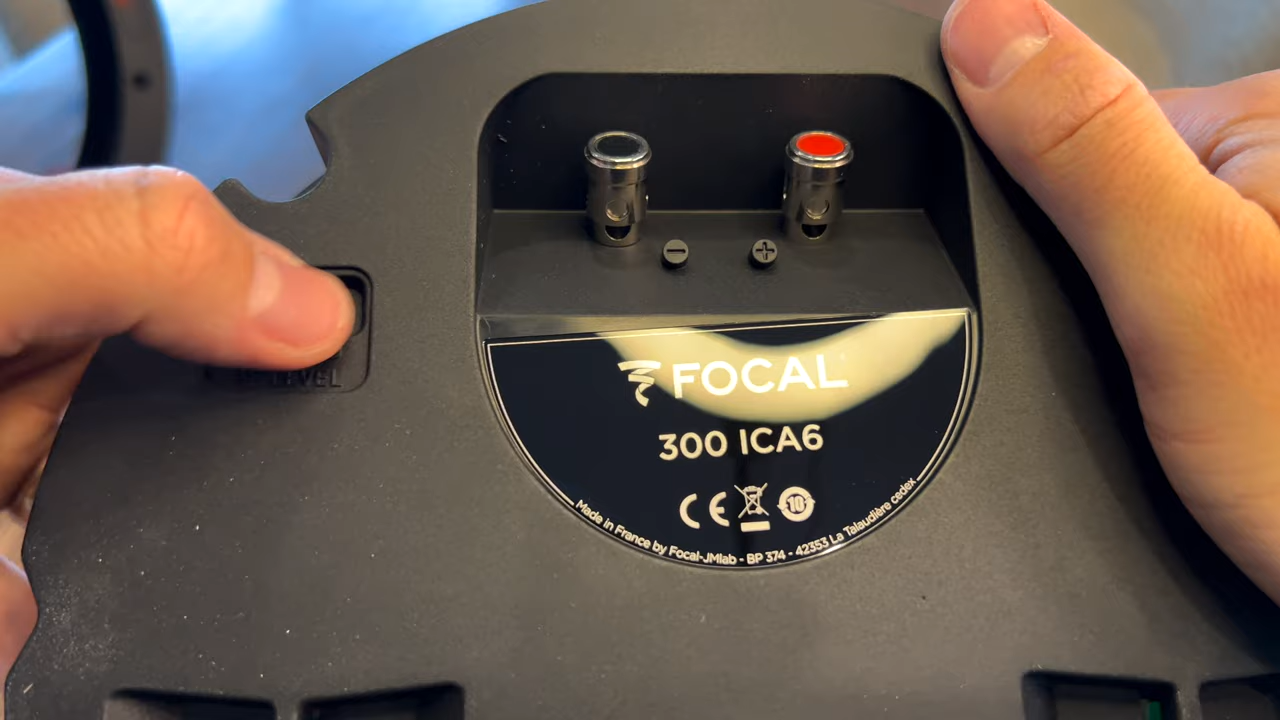 − +
LEVEL
FOCAL
300 ICA6
CE 10
Made in France by Focal-JMlab - BP 374 - 42353 La Talaudière cedex